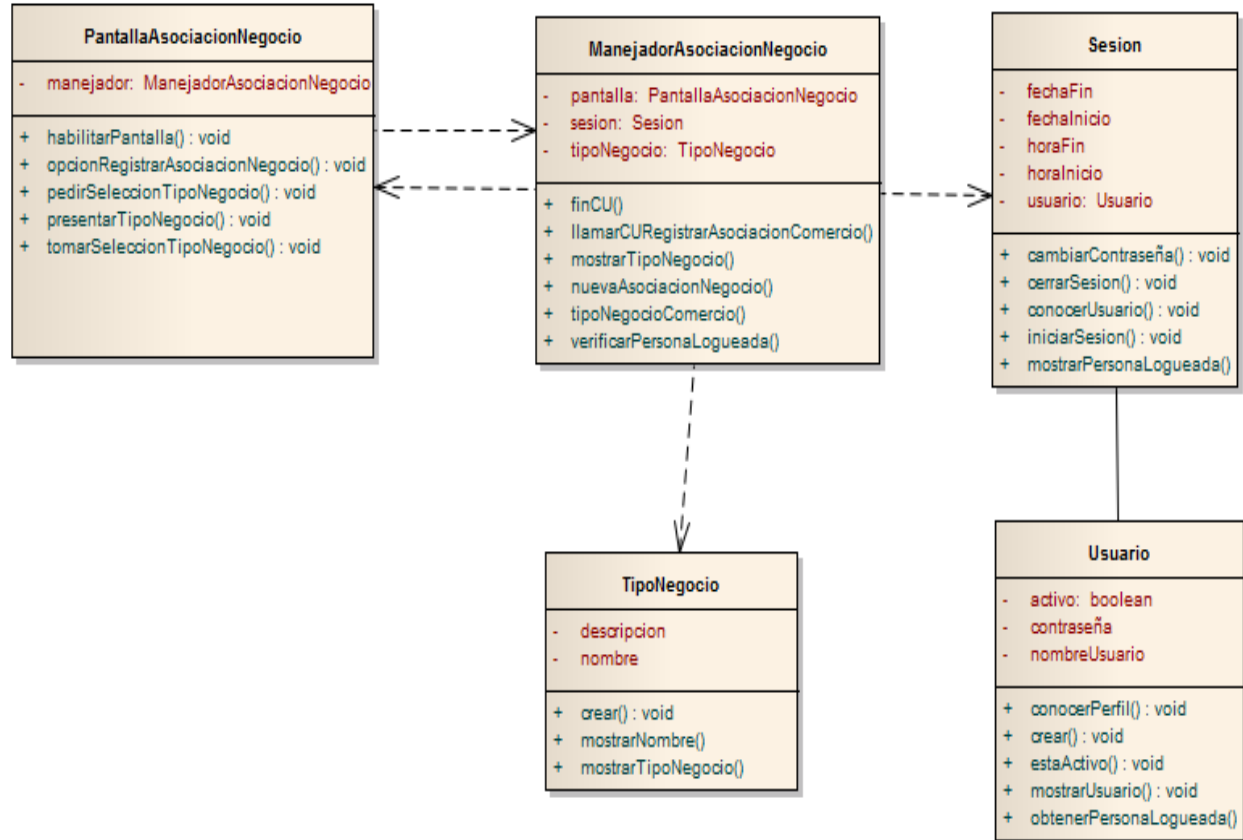 PantallaAsociacionNegocio
- manejador: ManejadorAsociacionNegocio
+ habilitarPantalla() : void
+ opcionRegistrarAsociacionNegocio() : void
+ pedirSeleccionTipoNegocio() : void
+ presentarTipoNegocio() : void
+ tomarSeleccionTipoNegocio() : void
ManejadorAsociacionNegocio
- pantalla: PantallaAsociacionNegocio
- sesion: Sesion
- tipoNegocio: TipoNegocio
+ finCU()
+ llamarCURegistrarAsociacionComercio()
+ mostrarTipoNegocio()
+ nuevaAsociacionNegocio()
+ tipoNegocioComercio()
+ verificarPersonaLogueada()
Sesion
- fechaFin
- fechaInicio
- horaFin
- horaInicio
- usuario: Usuario
+ cambiarContraseña() : void
+ cerrarSesion() : void
+ conocerUsuario() : void
+ iniciarSesion() : void
+ mostrarPersonaLogueada()
TipoNegocio
- descripcion
- nombre
+ crear() : void
+ mostrarNombre()
+ mostrarTipoNegocio()
Usuario
- activo: boolean
- contraseña
- nombreUsuario
+ conocerPerfil() : void
+ crear() : void
+ estaActivo() : void
+ mostrarUsuario() : void
+ obtenerPersonaLogueada()